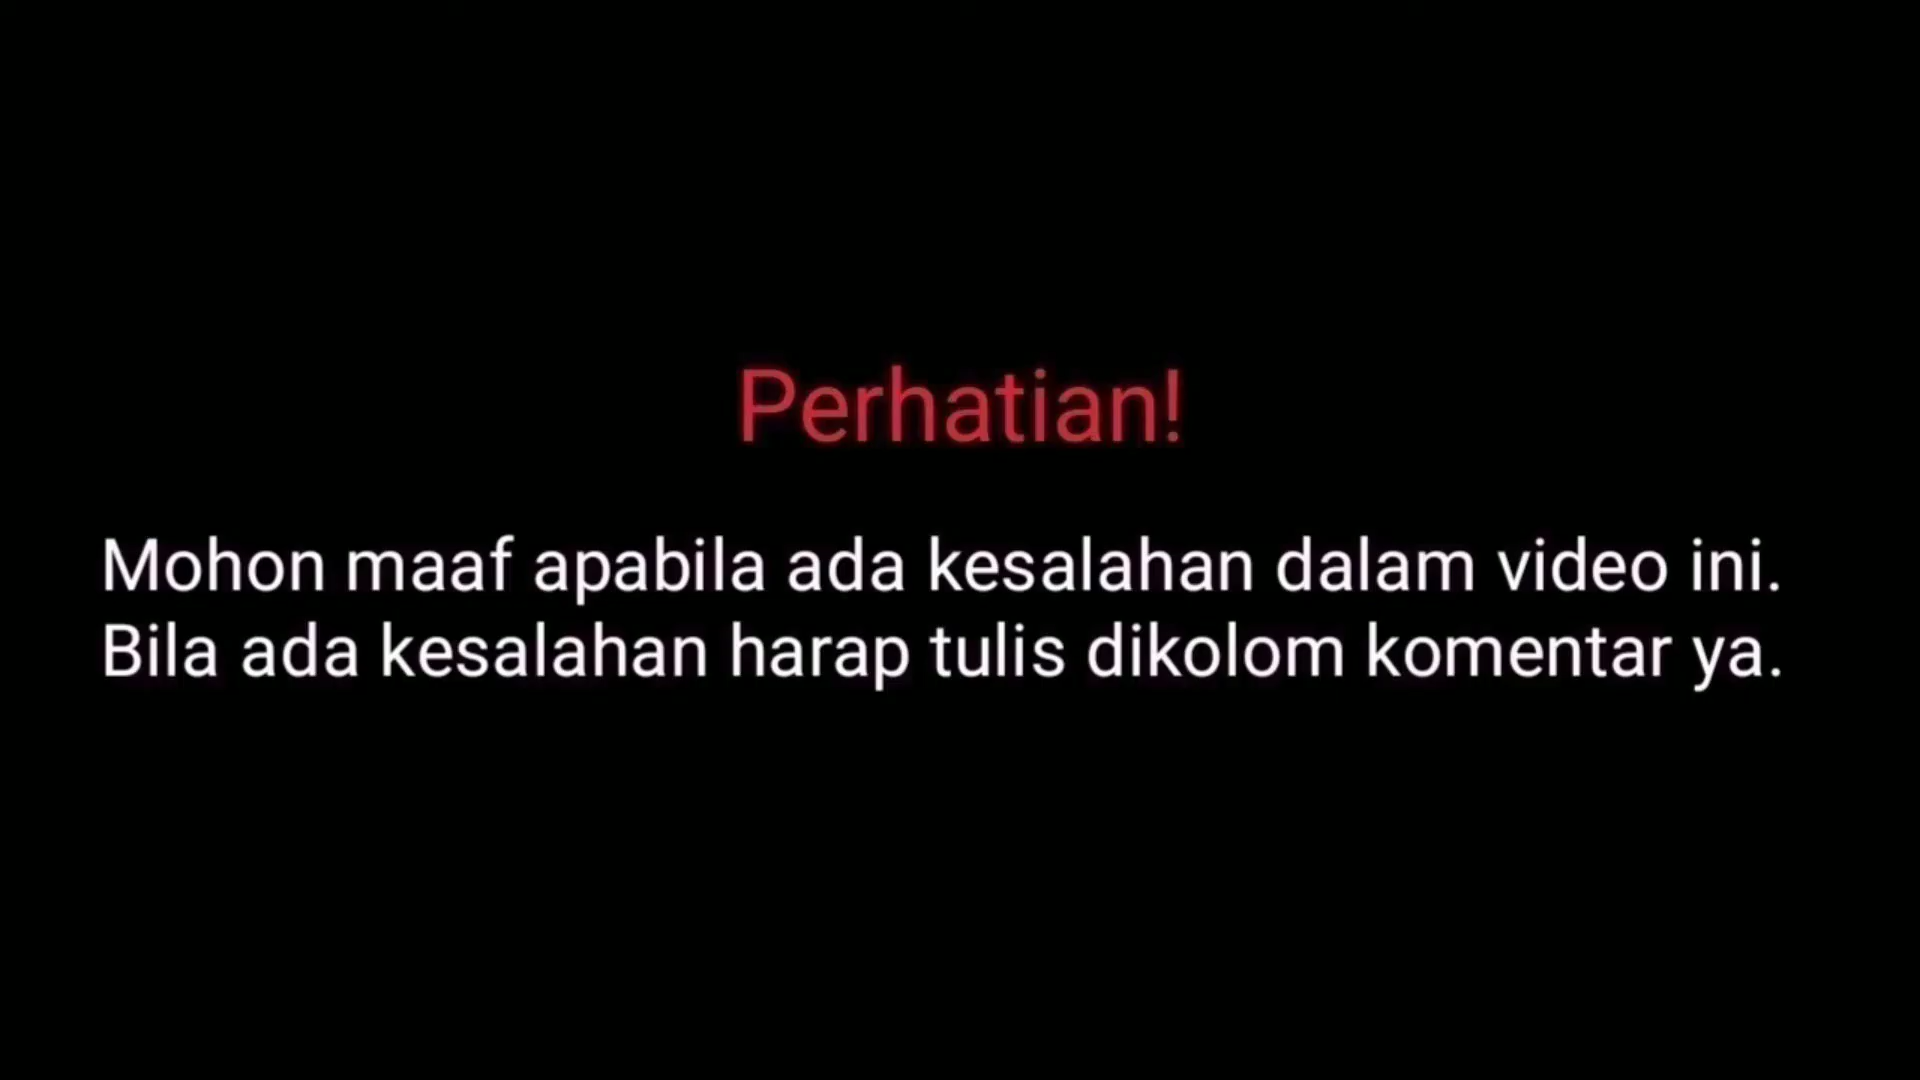 Perhatian!
Mohon maaf apabila ada kesalahan dalam video ini.
Bila ada kesalahan harap tulis dikolom komentar ya.